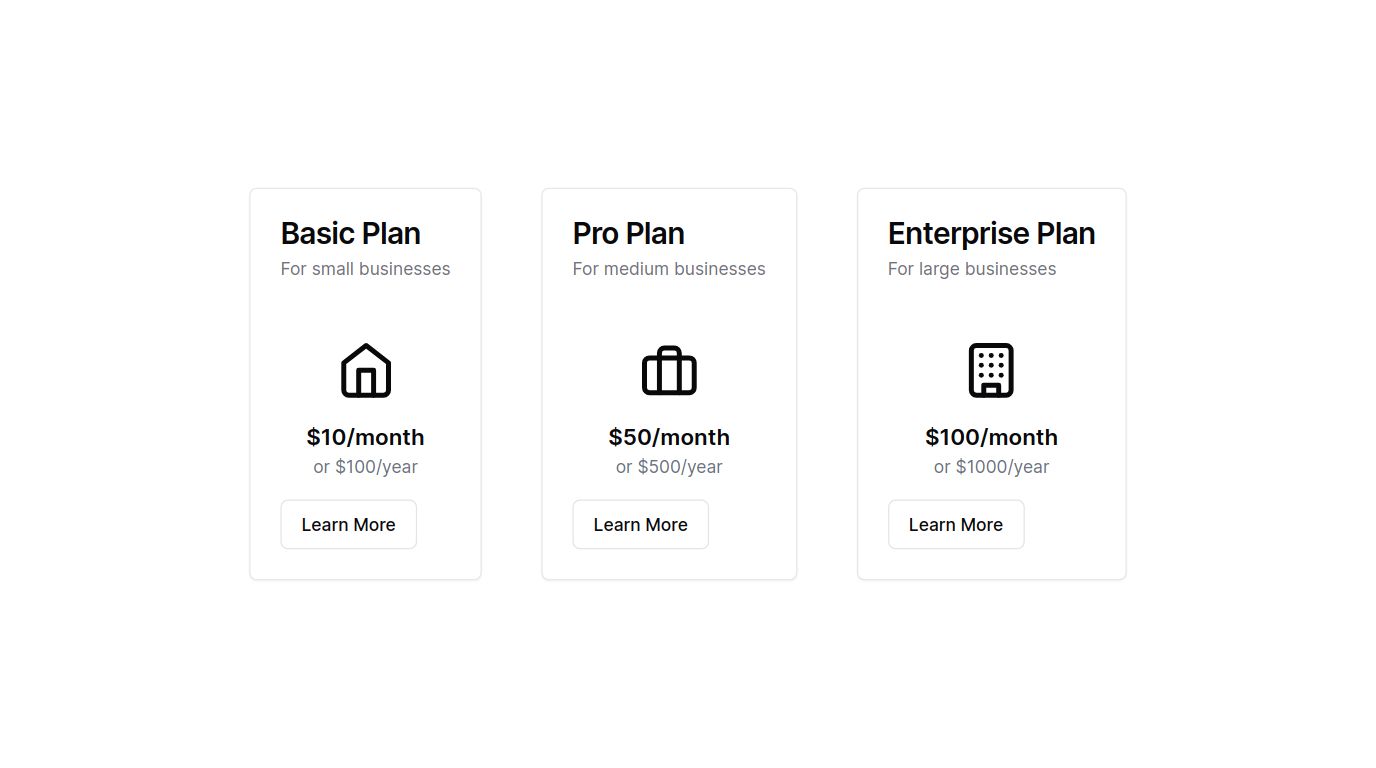 Basic Plan
For small businesses
$10/month
or $100/year
Learn More
Pro Plan
For medium businesses
$50/month
or $500/year
Learn More
Enterprise Plan
For large businesses
$100/month
or $1000/year
Learn More